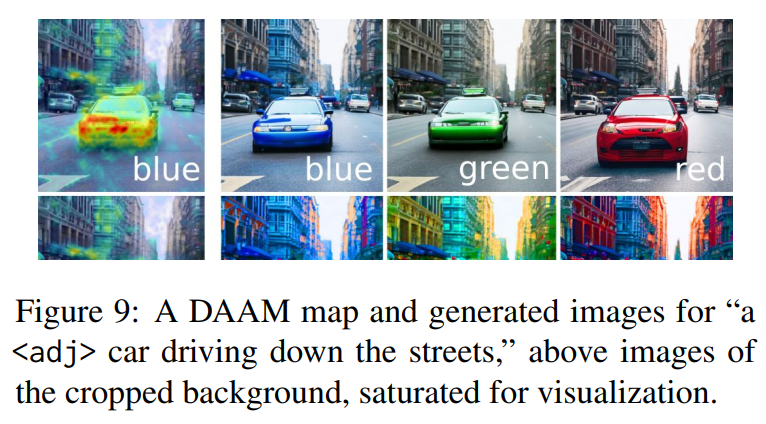 blue
blue
green
red
Figure 9: A DAAM map and generated images for “a
<adj> car driving down the streets,” above images of
the cropped background, saturated for visualization.